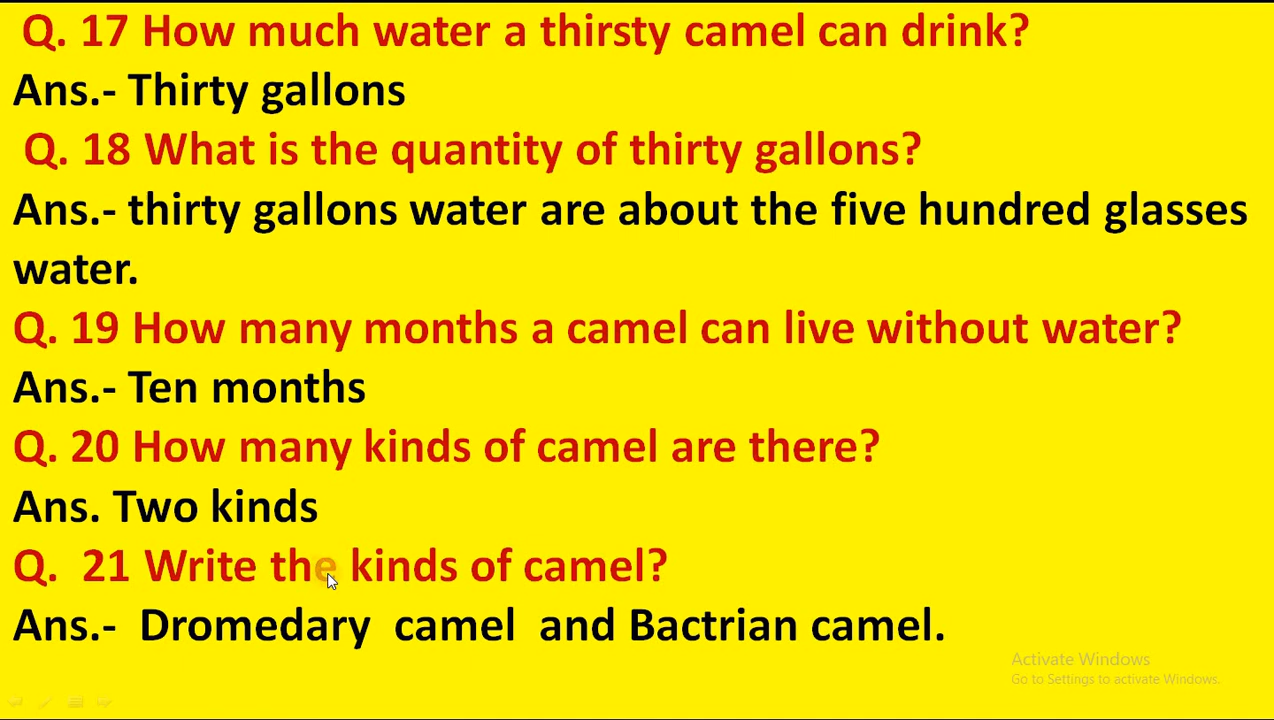 Q. 17 How much water a thirsty camel can drink?
Ans.- Thirty gallons
Q. 18 What is the quantity of thirty gallons?
Ans.- thirty gallons water are about the five hundred glasses
water.
Q. 19 How many months a camel can live without water?
Ans.- Ten months
Q. 20 How many kinds of camel are there?
Ans. Two kinds
Q. 21 Write the kinds of camel?
Ans.- Dromedary camel and Bactrian camel.
Activate Windows
Go to Settings to activate Windows.